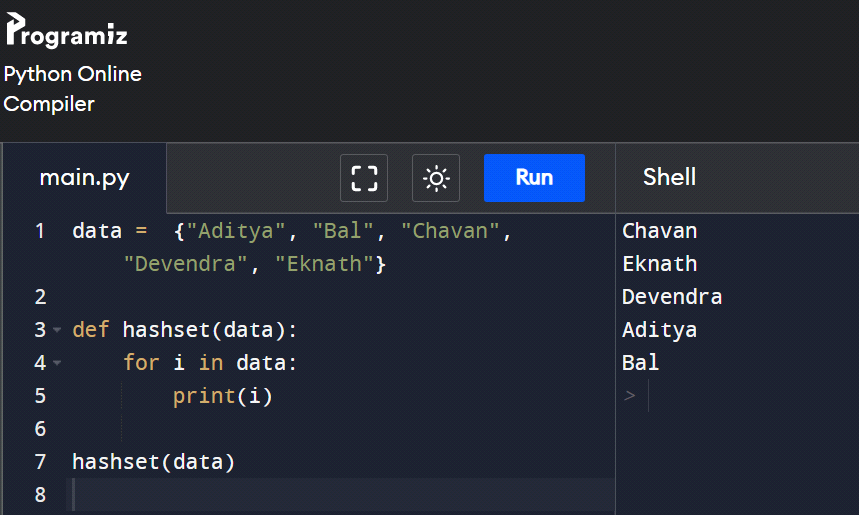 Programiz
Python Online
Compiler
main.py
Run
Shell
1 data =  {"Aditya", "Bal", "Chavan",
"Devendra", "Eknath"}
2
3 def hashset(data):
4     for i in data:
5         print(i)
6
7 hashset(data)
8
Chavan
Eknath
Devendra
Aditya
Bal
>